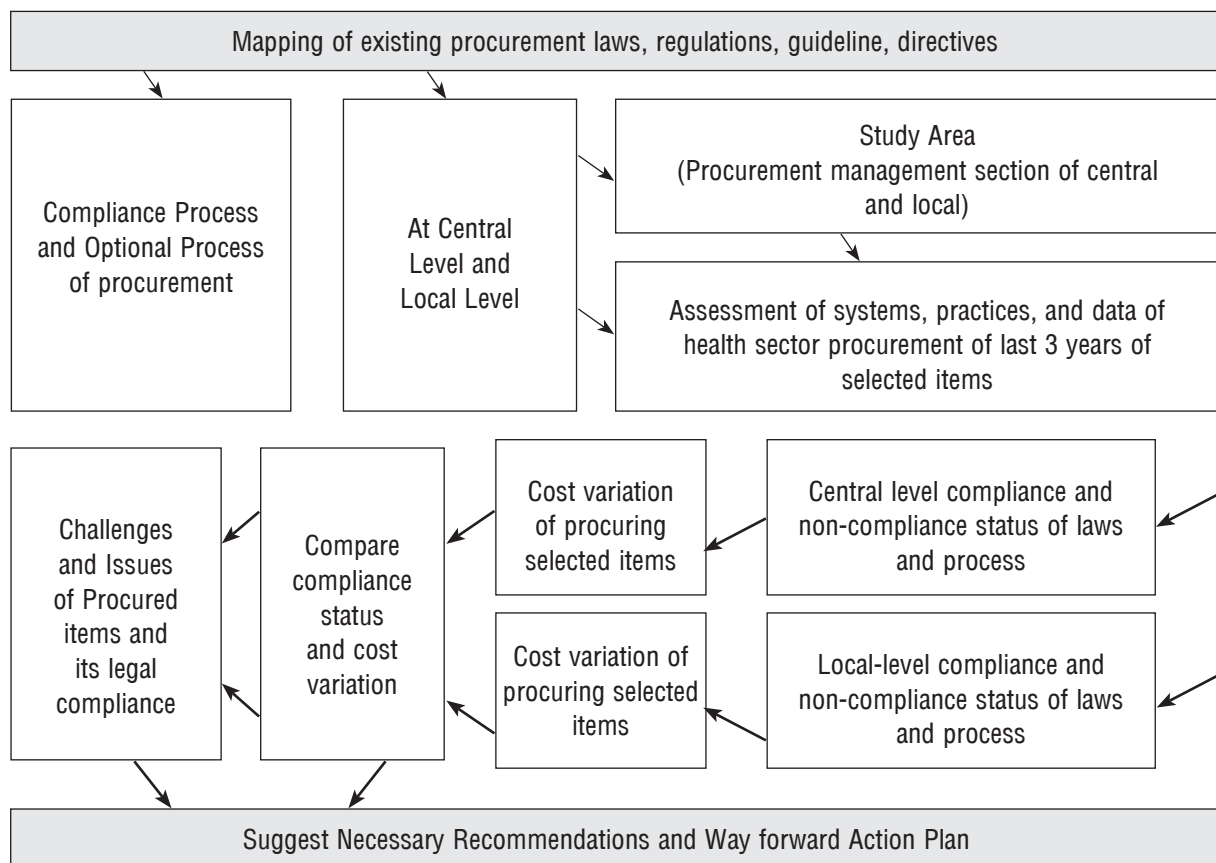 Mapping of existing procurement laws, regulations, guideline, directives
Compliance Process
and Optional Process
of procurement
At Central
Level and
Local Level
Study Area
(Procurement management section of central
and local)
Assessment of systems, practices, and data of
health sector procurement of last 3 years of
selected items
Challenges
and Issues
of Procured
items and
its legal
compliance
Compare
compliance
status
and cost
variation
Cost variation
of procuring
selected items
Central level compliance and
non-compliance status of laws
and process
Cost variation of
procuring selected
items
Local-level compliance and
non-compliance status of laws
and process
Suggest Necessary Recommendations and Way forward Action Plan